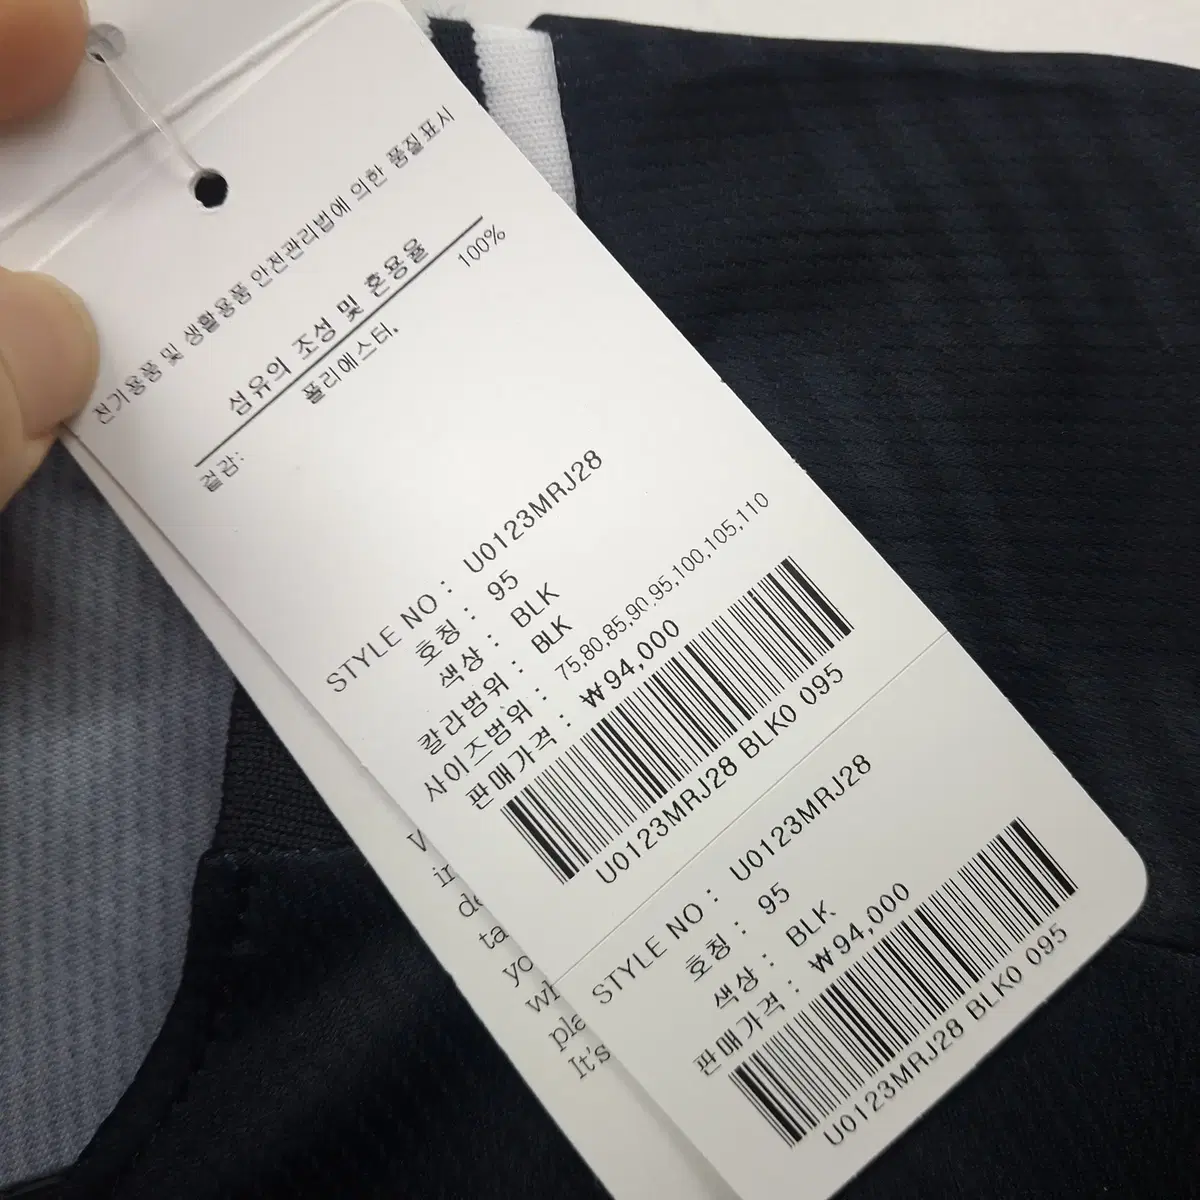 전기용품 및 생활용품 안전관리법에 의한 품질표시
섬유의 조성 및 혼용율
폴리에스터. 100%
겉감:
STYLE NO : U0123MRJ28
호칭 : 95
색상 : BLK
칼라범위 : BLK
사이즈범위 : 75,80,85,90,95,100,105,110
판매가격 : ₩94,000
U0123MRJ28 BLK0 095
STYLE NO : U0123MRJ28
호칭 : 95
색상 : BLK
판매가격 : ₩94,000
U0123MRJ28 BLK0 095
It's